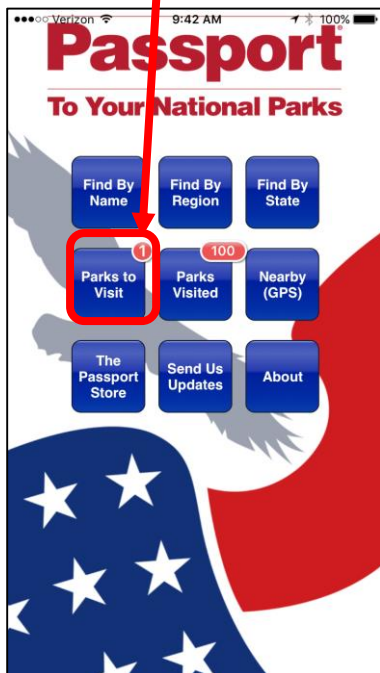 ●●●○○ Verizon 9:42 AM 100%
Passport®
To Your National Parks
Find By
Name
Find By
Region
Find By
State
1
Parks to
Visit
100
Parks
Visited
Nearby
(GPS)
The
Passport
Store
Send Us
Updates
About